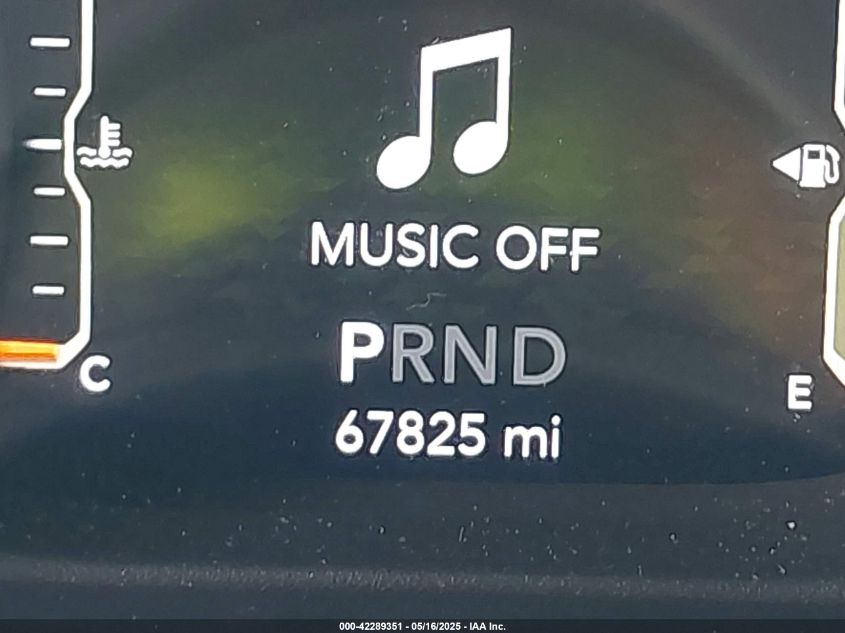 MUSIC OFF
PRND
C
E
67825 mi
000-42289351 - 05/16/2025 - IAA Inc.